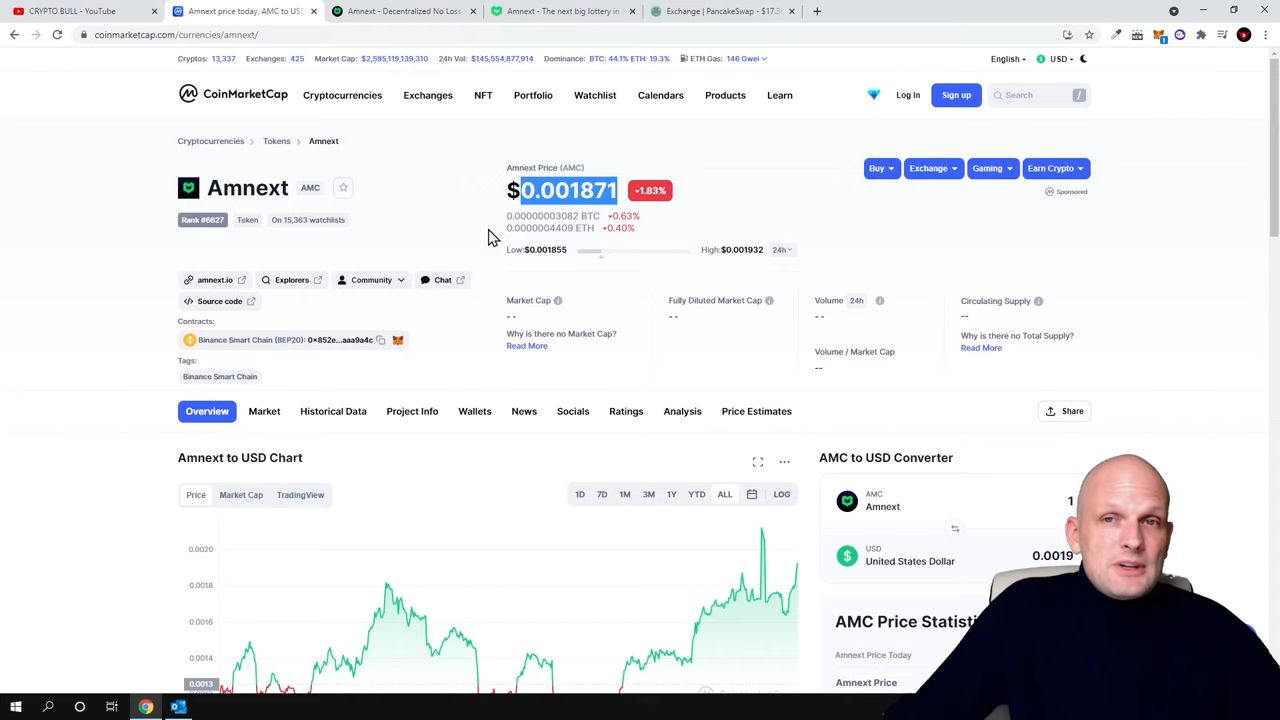 CRYPTO BULL - YouTube
Amnext price today, AMC to USD
Amnext - Decentralized No Loss
Amnext - The next big lottery in
Exchange | PancakeSwap - $17.3
coinmarketcap.com/currencies/amnext/
Cryptos: 13,337 Exchanges: 425 Market Cap: $2,595,119,139,310 24h Vol: $145,554,877,914 Dominance: BTC: 44.1% ETH: 19.3% ETH Gas: 146 Gwei
English USD
CoinMarketCap
Cryptocurrencies Exchanges NFT Portfolio Watchlist Calendars Products Learn
Log In Sign up Search /
Cryptocurrencies > Tokens > Amnext
Amnext AMC
Rank #6627 Token On 15,363 watchlists
Amnext Price (AMC)
$0.001871 1.83%
0.00000003082 BTC 0.63%
0.0000004409 ETH 0.40%
Low:$0.001855 High:$0.001932 24h
Buy Exchange Gaming Earn Crypto
Sponsored
amnext.io Explorers Community Chat
Source code
Contracts:
Binance Smart Chain (BEP20): 0x852e...aaa9a4c
Tags:
Binance Smart Chain
Market Cap
- -
Why is there no Market Cap?
Read More
Fully Diluted Market Cap
- -
Volume 24h
- -
Volume / Market Cap
--
Circulating Supply
--
Why is there no Total Supply?
Read More
Overview Market Historical Data Project Info Wallets News Socials Ratings Analysis Price Estimates
Share
Amnext to USD Chart
Price Market Cap TradingView
1D 7D 1M 3M 1Y YTD ALL LOG
0.0020
0.0018
0.0016
0.0014
0.0013
AMC to USD Converter
AMC
Amnext
1
USD
United States Dollar
0.0019
AMC Price Statisti
Amnext Price Today
Amnext Price